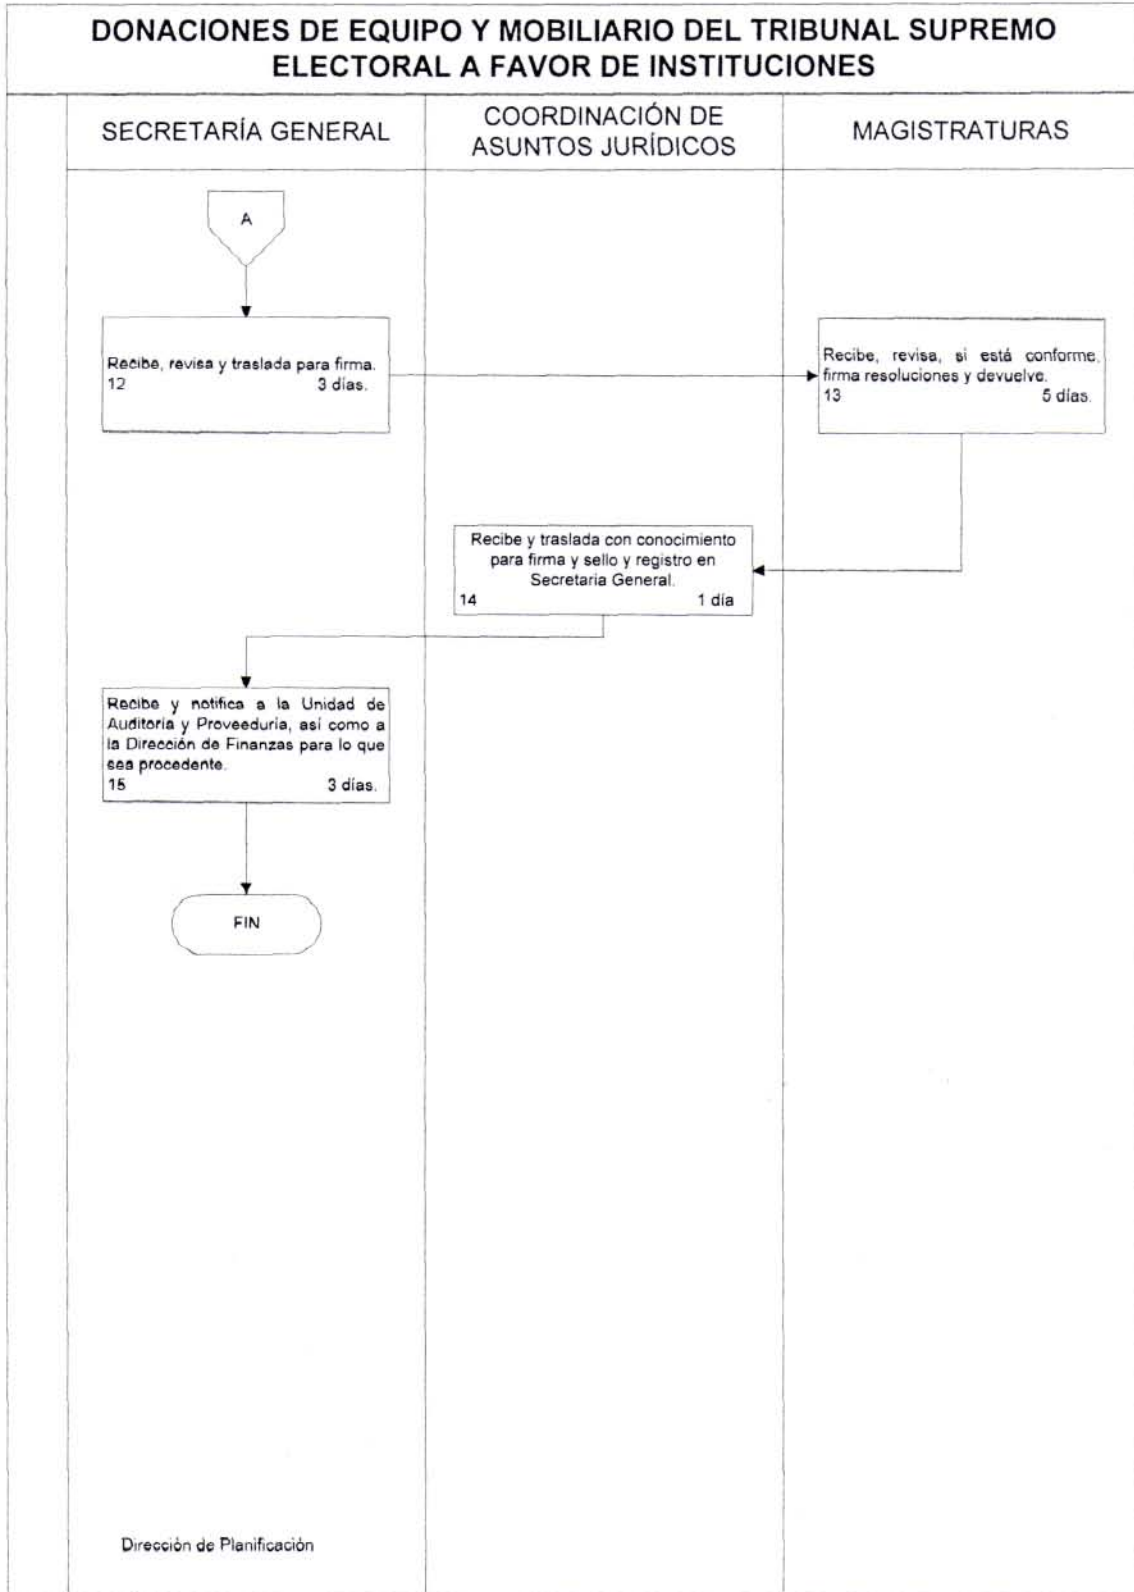 DONACIONES DE EQUIPO Y MOBILIARIO DEL TRIBUNAL SUPREMO
ELECTORAL A FAVOR DE INSTITUCIONES
SECRETARÍA GENERAL
COORDINACIÓN DE
ASUNTOS JURÍDICOS
MAGISTRATURAS
A
Recibe, revisa y traslada para firma.
12 3 días.
Recibe, revisa, si está conforme,
firma resoluciones y devuelve.
13 5 días.
Recibe y traslada con conocimiento
para firma y sello y registro en
Secretaria General.
14 1 día
Recibe y notifica a la Unidad de
Auditoría y Proveeduría, así como a
la Dirección de Finanzas para lo que
sea procedente.
15 3 días.
FIN
Dirección de Planificación